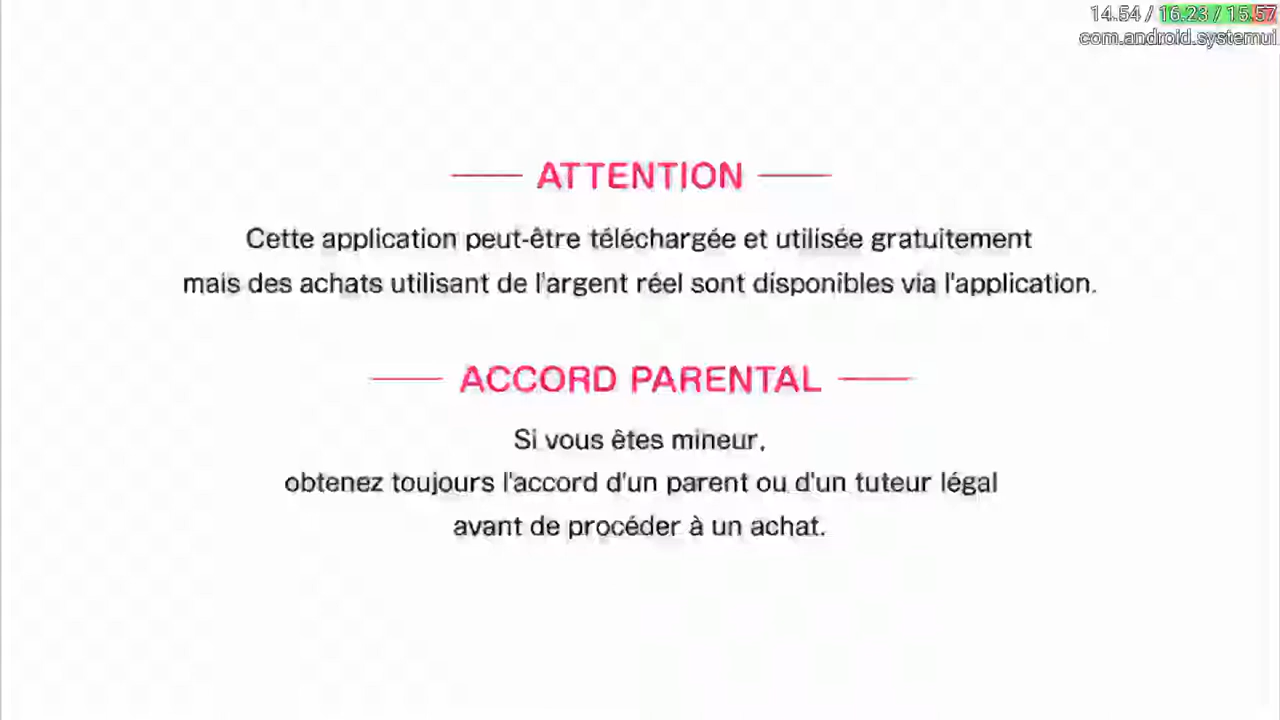 14.54 / 16.23 / 15.57
com.android.systemui
ATTENTION
Cette application peut-être téléchargée et utilisée gratuitement
mais des achats utilisant de l'argent réel sont disponibles via l'application.
ACCORD PARENTAL
Si vous êtes mineur,
obtenez toujours l'accord d'un parent ou d'un tuteur légal
avant de procéder à un achat.